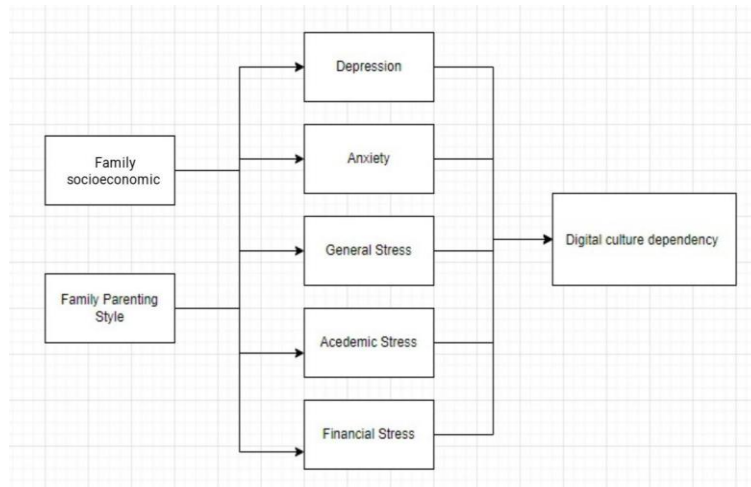 Depression
Family
socioeconomic
Anxiety
General Stress
Digital culture dependency
Family Parenting
Style
Acedemic Stress
Financial Stress